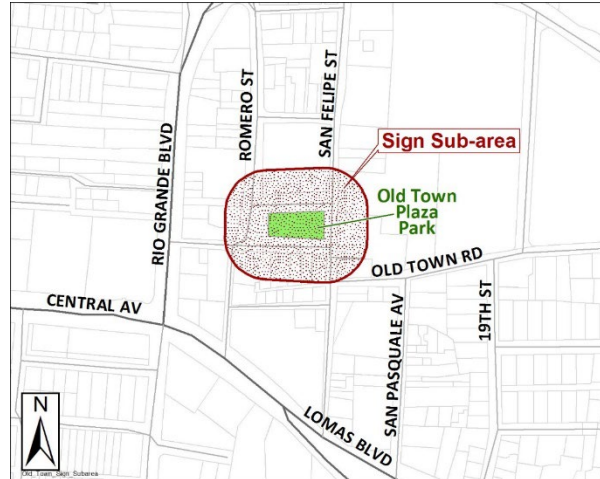 ROMERO ST
SAN FELIPE ST
RIO GRANDE BLVD
Sign Sub-area
Old Town
Plaza
Park
OLD TOWN RD
CENTRAL AV
SAN PASQUALE AV
19TH ST
LOMAS BLVD
N
Old_Town_Sign_Subarea